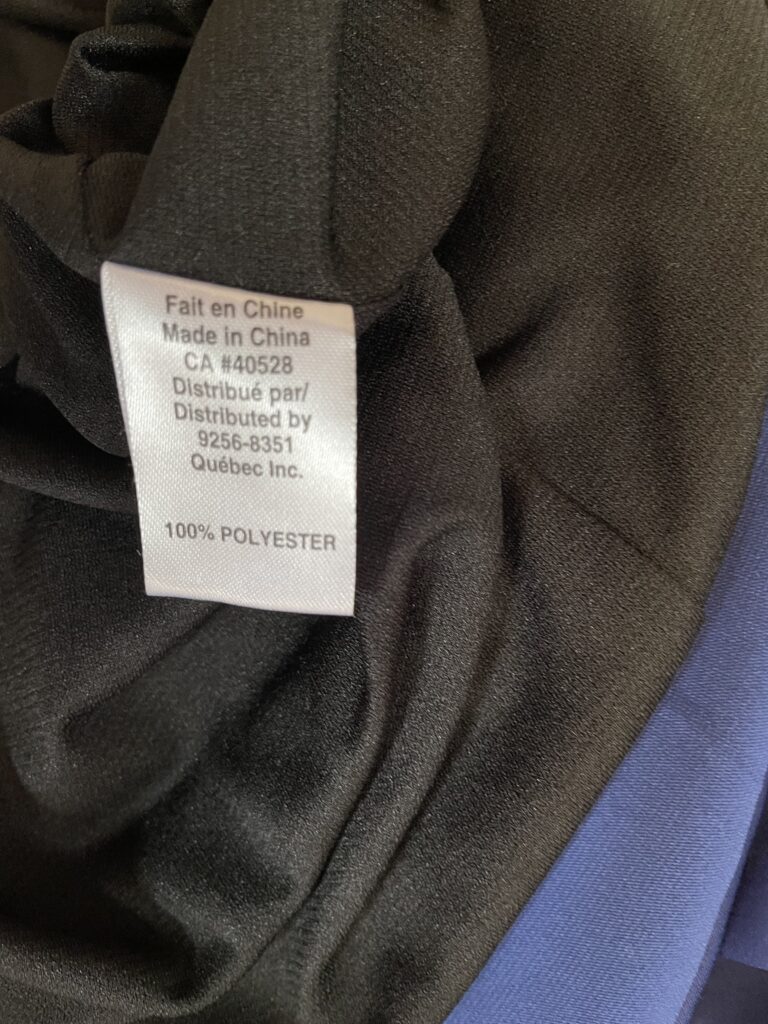 Fait en Chine
Made in China
CA #40528
Distribué par/
Distributed by
9256-8351
Québec Inc.
100% POLYESTER